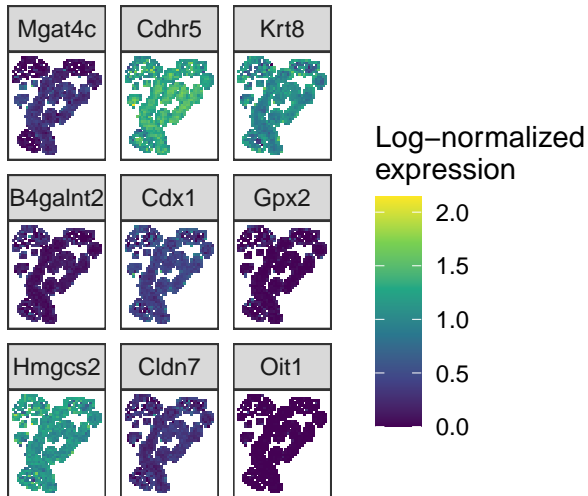 Mgat4c Cdhr5 Krt8
B4galnt2 Cdx1 Gpx2
Hmgcs2 Cldn7 Oit1
Log−normalized
expression
2.0
1.5
1.0
0.5
0.0